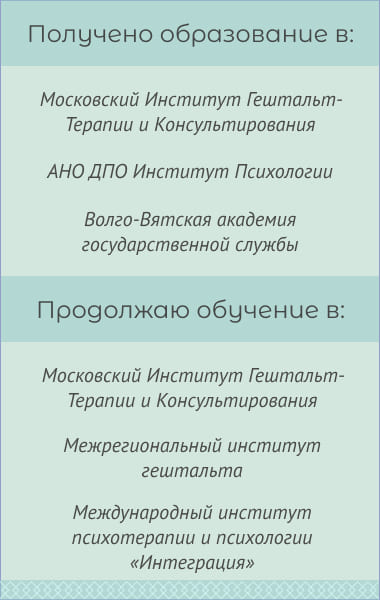 Получено образование в:
Московский Институт Гештальт-
Терапии и Консультирования
АНО ДПО Институт Психологии
Волго-Вятская академия
государственной службы
Продолжаю обучение в:
Московский Институт Гештальт-
Терапии и Консультирования
Межрегиональный институт
гештальта
Международный институт
психотерапии и психологии
«Интеграция»